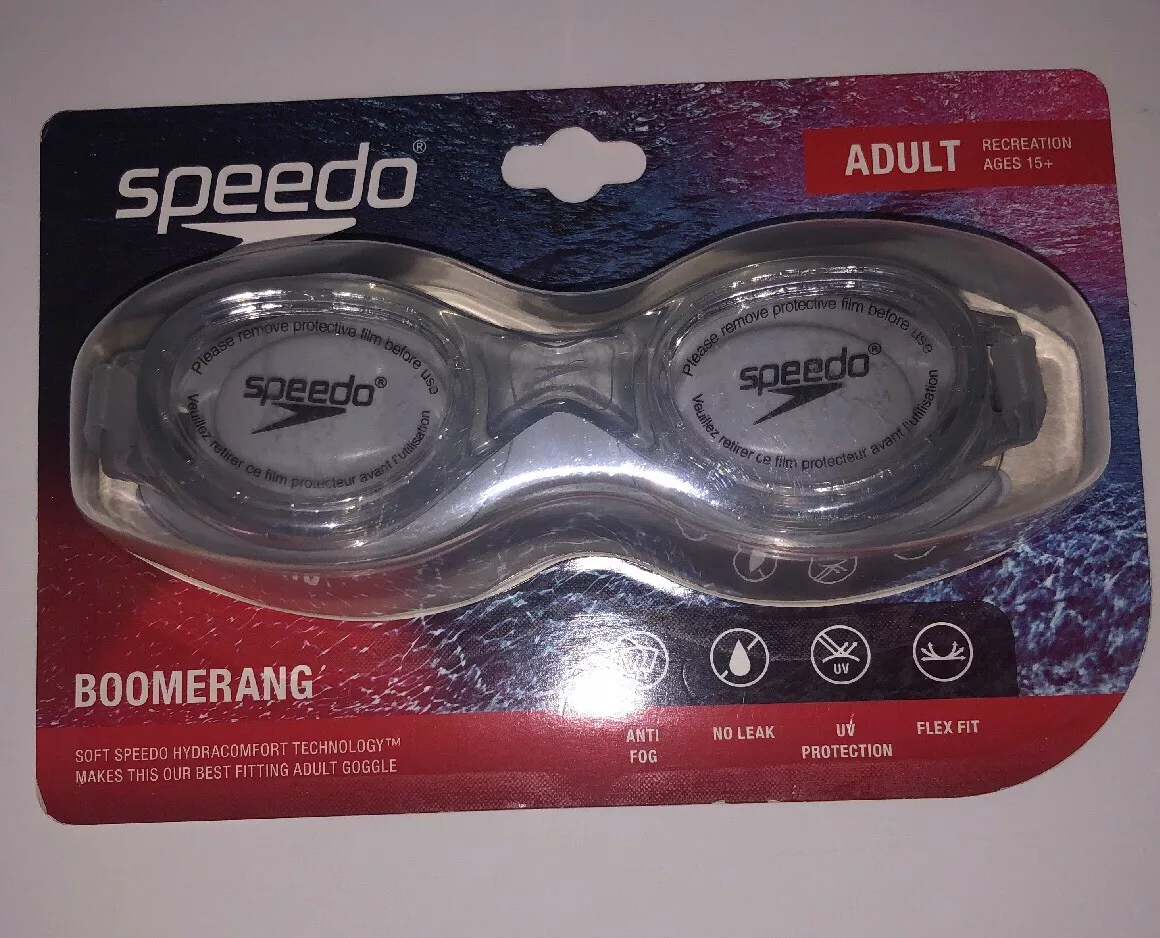 speedo®
ADULT
RECREATION
AGES 15+
Please remove protective film before use
speedo®
Veuillez retirer ce film protecteur avant l'utilisation
Please remove protective film before use
speedo®
Veuillez retirer ce film protecteur avant l'utilisation
BOOMERANG
SOFT SPEEDO HYDRACOMFORT TECHNOLOGY™
MAKES THIS OUR BEST FITTING ADULT GOGGLE
ANTI
FOG
NO LEAK
UV
UV
PROTECTION
FLEX FIT